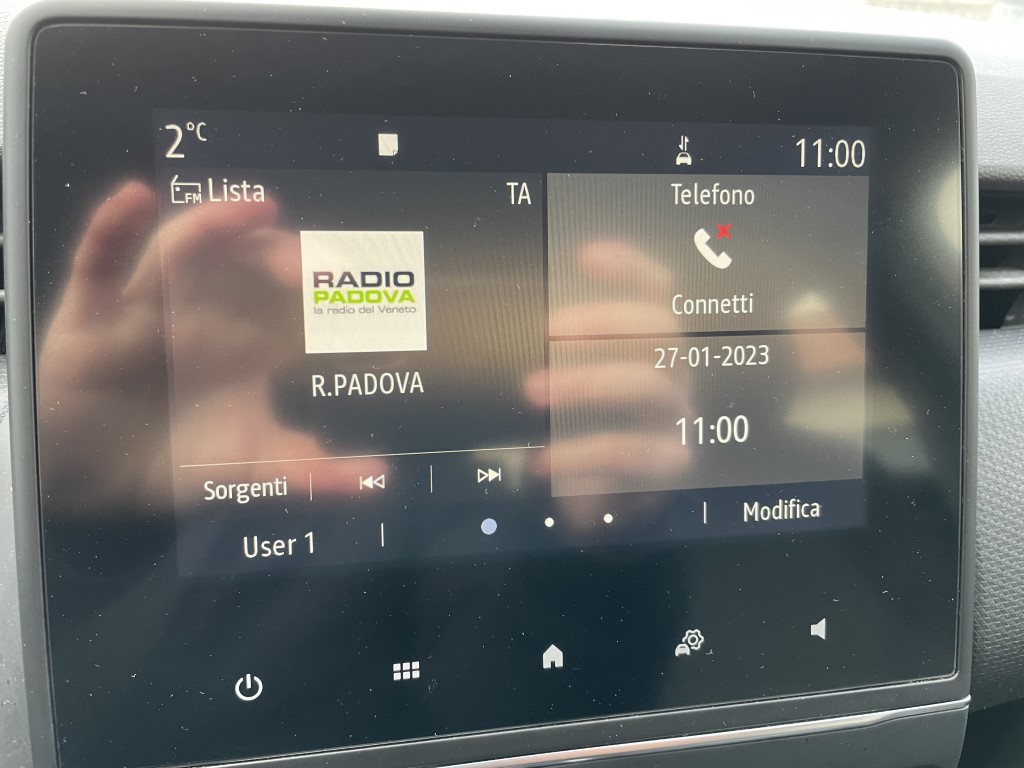 2°C
11:00
FM Lista
TA
RADIO
PADOVA
la radio del Veneto
R.PADOVA
Telefono
Connetti
27-01-2023
11:00
Sorgenti
User 1
Modifica